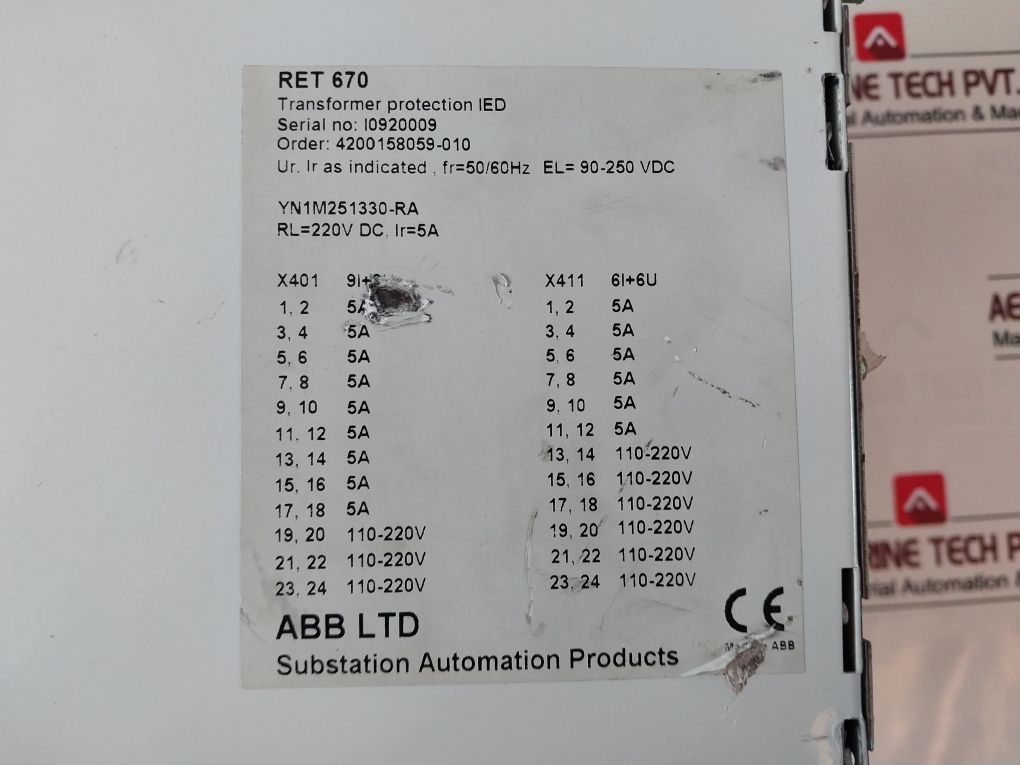 RET 670
Transformer protection IED
Serial no: I0920009
Order: 4200158059-010
Ur, Ir as indicated , fr=50/60Hz EL= 90-250 VDC
YN1M251330-RA
RL=220V DC, Ir=5A
X401
1, 2 5A
3, 4 5A
5, 6 5A
7, 8 5A
9, 10 5A
11, 12 5A
13, 14 5A
15, 16 5A
17, 18 5A
19, 20 110-220V
21, 22 110-220V
23, 24 110-220V
X411 6I+6U
1, 2 5A
3, 4 5A
5, 6 5A
7, 8 5A
9, 10 5A
11, 12 5A
13, 14 110-220V
15, 16 110-220V
17, 18 110-220V
19, 20 110-220V
21, 22 110-220V
23, 24 110-220V
ABB LTD
Substation Automation Products
CE
ABB
TECH PVT.
Automation &
TECH
Automation &